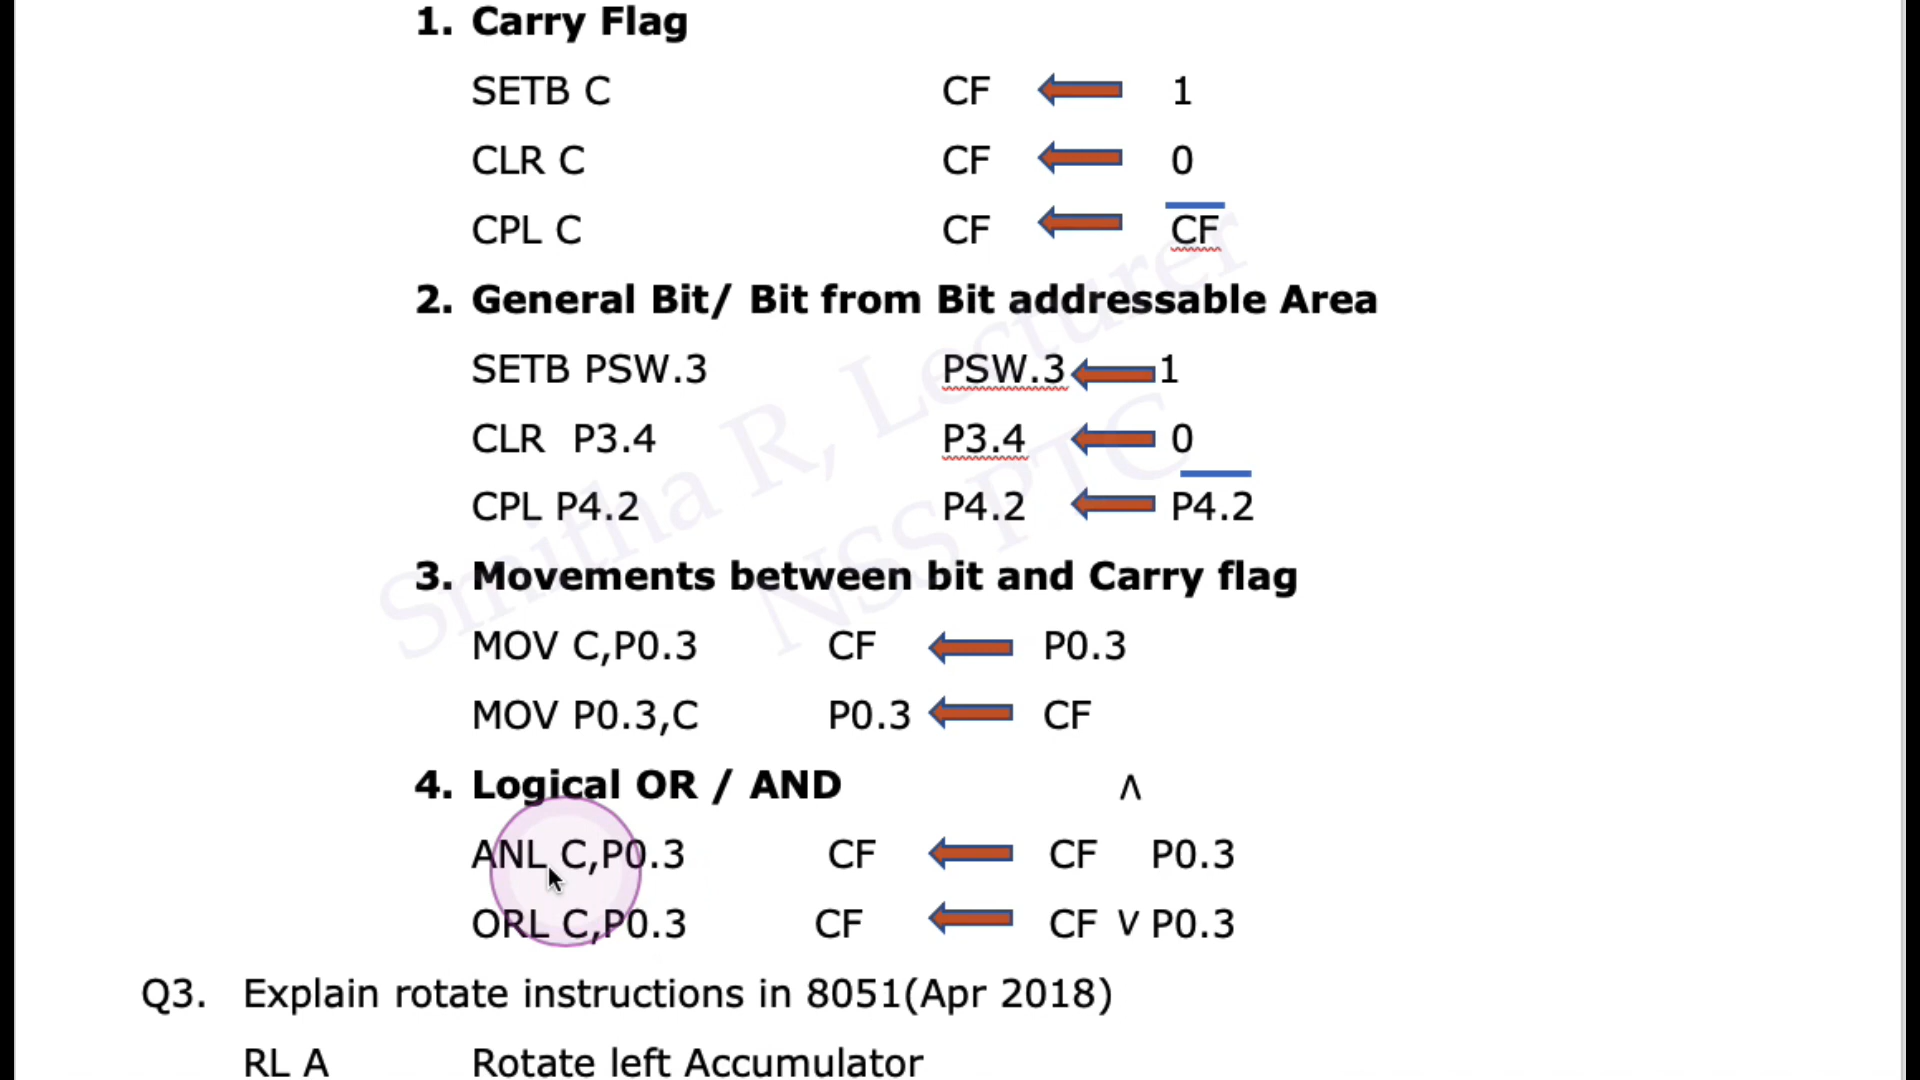 1. Carry Flag
SETB C CF 1
CLR C CF 0
CPL C CF CF
2. General Bit/ Bit from Bit addressable Area
SETB PSW.3 PSW.3 1
CLR P3.4 P3.4 0
CPL P4.2 P4.2 P4.2
3. Movements between bit and Carry flag
MOV C,P0.3 CF P0.3
MOV P0.3,C P0.3 CF
4. Logical OR / AND ∧
ANL C,P0.3 CF CF P0.3
ORL C,P0.3 CF CF V P0.3
Q3. Explain rotate instructions in 8051(Apr 2018)
RL A Rotate left Accumulator
Smitha R, Lecturer
NSS PTC